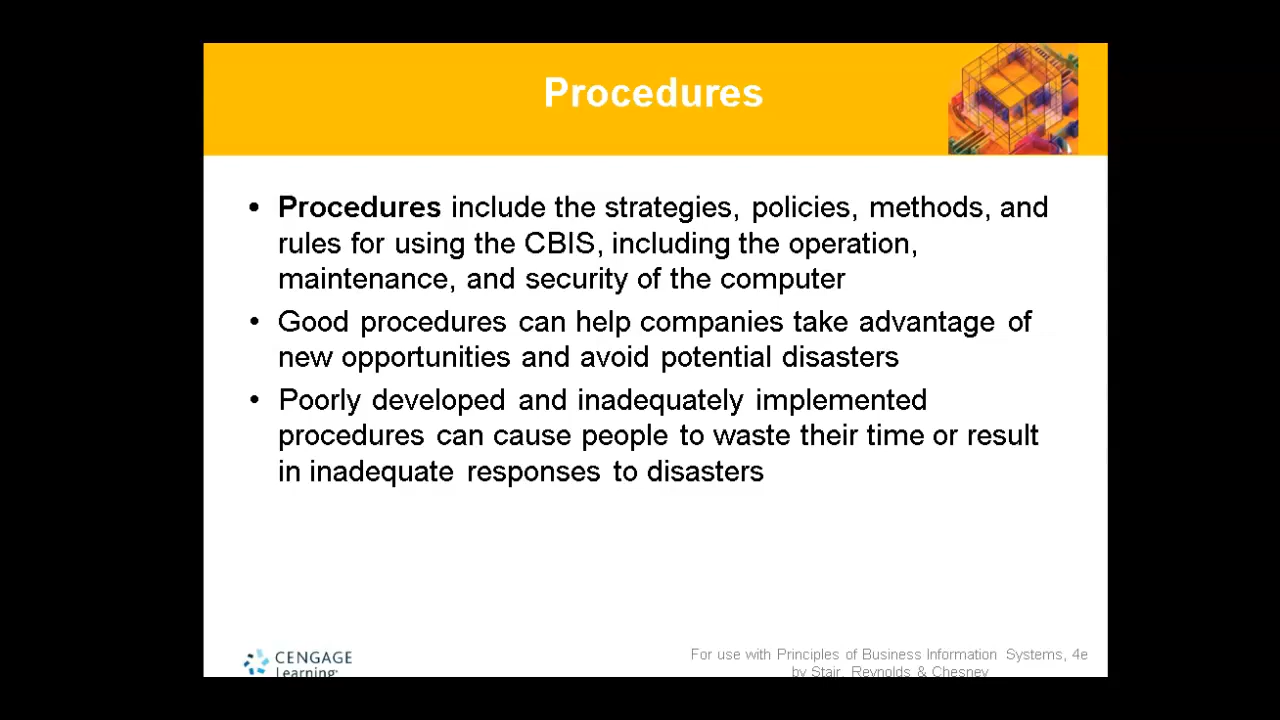 Procedures
• Procedures include the strategies, policies, methods, and
rules for using the CBIS, including the operation,
maintenance, and security of the computer
• Good procedures can help companies take advantage of
new opportunities and avoid potential disasters
• Poorly developed and inadequately implemented
procedures can cause people to waste their time or result
in inadequate responses to disasters
CENGAGE
Learning
For use with Principles of Business Information Systems, 4e
by Stair, Reynolds & Chesney